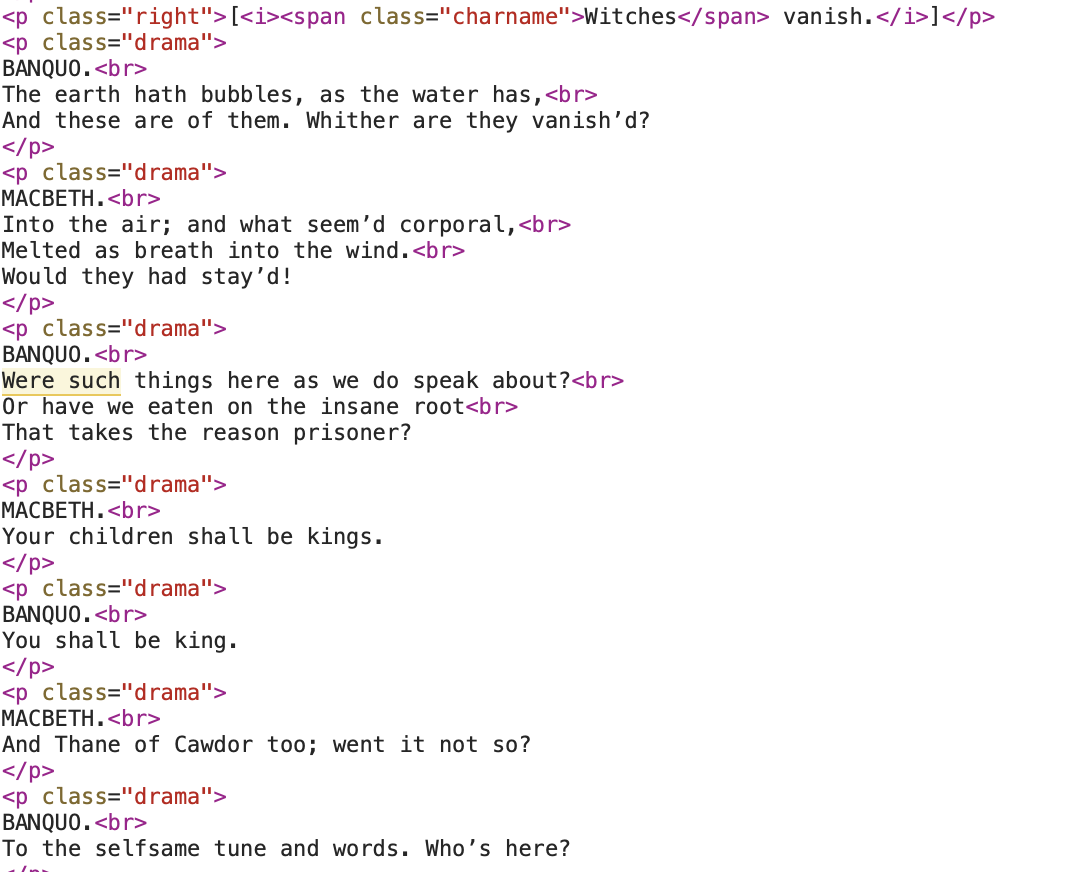 <p class="right">[<i><span class="charname">Witches</span> vanish.</i>]</p>
<p class="drama">
BANQUO.<br>
The earth hath bubbles, as the water has,<br>
And these are of them. Whither are they vanish’d?
</p>
<p class="drama">
MACBETH.<br>
Into the air; and what seem’d corporal,<br>
Melted as breath into the wind.<br>
Would they had stay’d!
</p>
<p class="drama">
BANQUO.<br>
Were such things here as we do speak about?<br>
Or have we eaten on the insane root<br>
That takes the reason prisoner?
</p>
<p class="drama">
MACBETH.<br>
Your children shall be kings.
</p>
<p class="drama">
BANQUO.<br>
You shall be king.
</p>
<p class="drama">
MACBETH.<br>
And Thane of Cawdor too; went it not so?
</p>
<p class="drama">
BANQUO.<br>
To the selfsame tune and words. Who’s here?
</p>